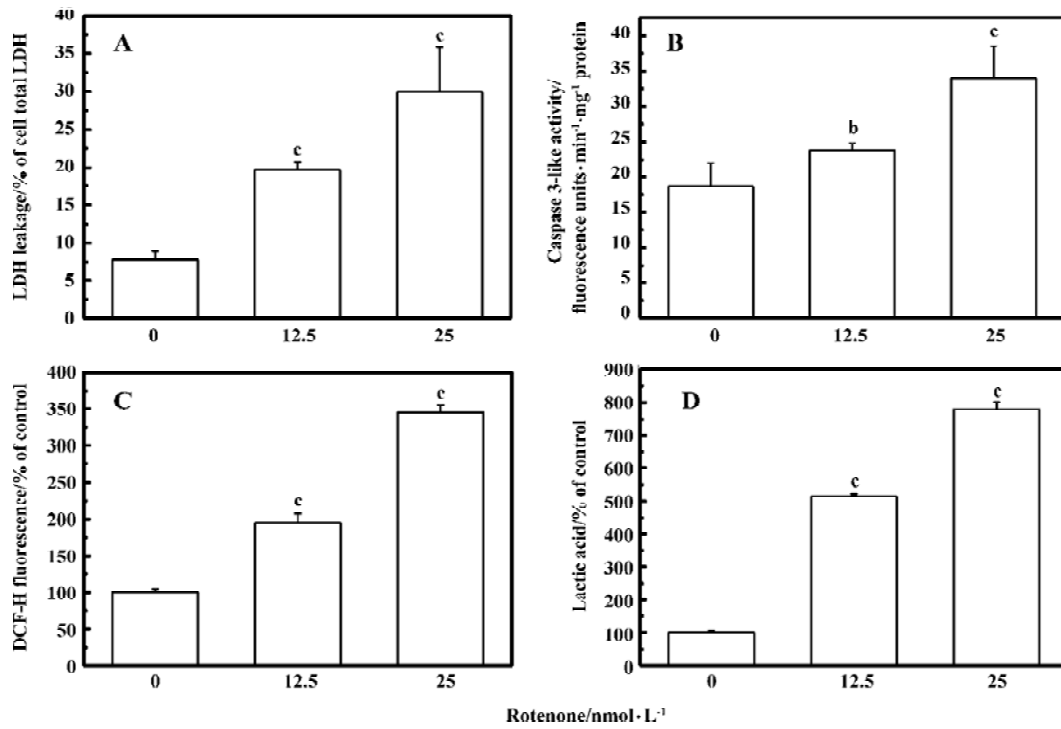 A
LDH leakage/% of cell total LDH
40
35
30
25
20
15
10
5
0
c
c
0 12.5 25
B
Caspase 3-like activity/
fluorescence units·min⁻¹·mg⁻¹ protein
40
35
30
25
20
15
10
5
0
b
c
0 12.5 25
C
DCF-H fluorescence/% of control
400
350
300
250
200
150
100
50
0
c
c
0 12.5 25
D
Lactic acid/% of control
900
800
700
600
500
400
300
200
100
0
c
c
0 12.5 25
Rotenone/nmol·L⁻¹